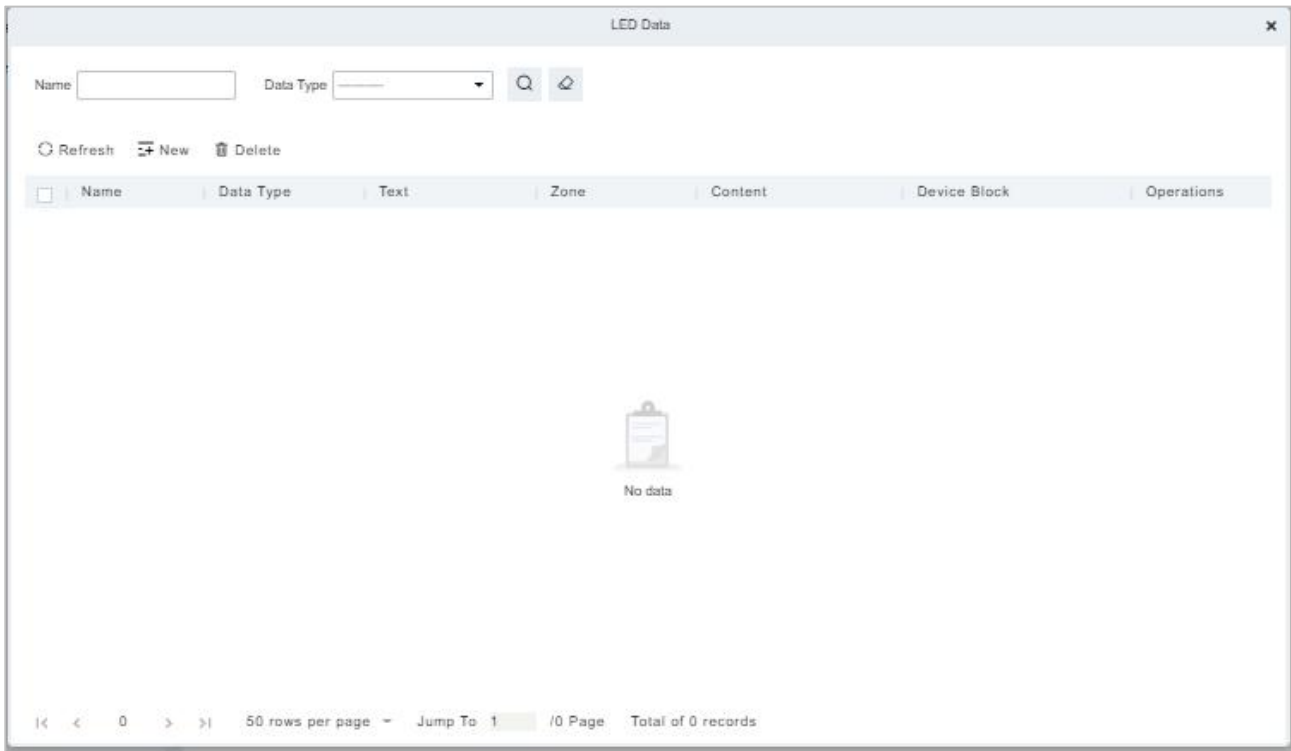 LED Data
Name Data Type ----------
Refresh New Delete
Name Data Type Text Zone Content Device Block Operations
No data
0 50 rows per page Jump To 1 /0 Page Total of 0 records